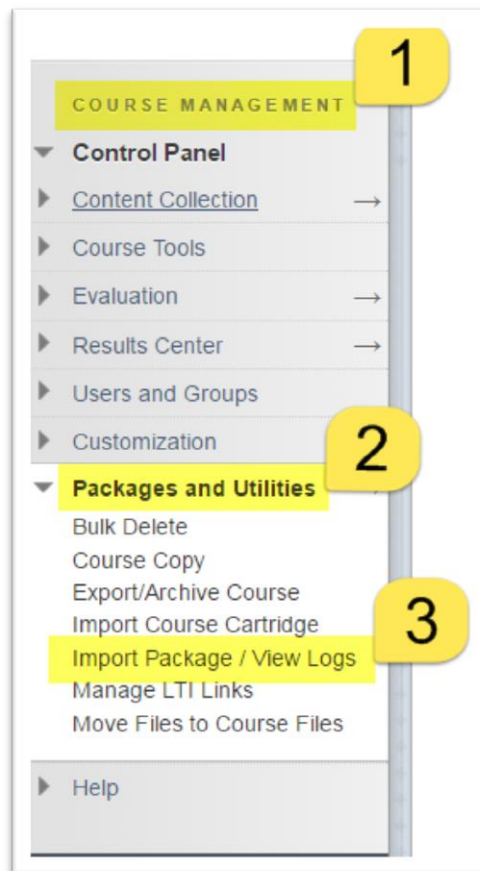 1
COURSE MANAGEMENT
Control Panel
Content Collection
Course Tools
Evaluation
Results Center
Users and Groups
Customization
2
Packages and Utilities
Bulk Delete
Course Copy
Export/Archive Course
Import Course Cartridge
3
Import Package / View Logs
Manage LTI Links
Move Files to Course Files
Help